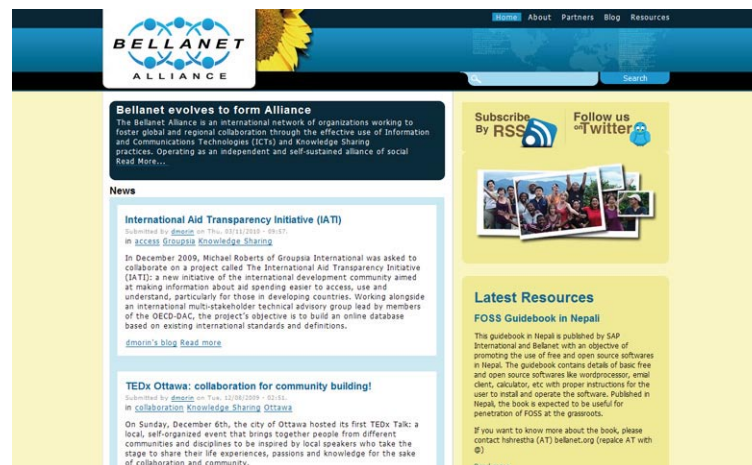 Home About Partners Blog Resources
BELLANET
ALLIANCE
Search
Bellanet evolves to form Alliance
The Bellanet Alliance is an international network of organizations working to
foster global and regional collaboration through the effective use of Information
and Communications Technologies (ICTs) and Knowledge Sharing
practices. Operating as an independent and self-sustained alliance of social
Read More...
News
International Aid Transparency Initiative (IATI)
Submitted by dmorin on Thu, 03/11/2010 - 09:57.
in access Groupsia Knowledge Sharing
In December 2009, Michael Roberts of Groupsia International was asked to
collaborate on a project called The International Aid Transparency Initiative
(IATI): a new initiative of the international development community aimed
at making information about aid spending easier to access, use and
understand, particularly for those in developing countries. Working alongside
an international multi-stakeholder technical advisory group lead by members
of the OECD-DAC, the project's objective is to build an online database
based on existing international standards and definitions.
dmorin's blog Read more
TEDx Ottawa: collaboration for community building!
Submitted by dmorin on Tue, 12/08/2009 - 02:51.
in collaboration Knowledge Sharing Ottawa
On Sunday, December 6th, the city of Ottawa hosted its first TEDx Talk: a
local, self-organized event that brings together people from different
communities and disciplines to be inspired by local speakers who take the
stage to share their life experiences, passions and knowledge for the sake
of collaboration and community.
Subscribe
By RSS
Follow us
on Twitter
Latest Resources
FOSS Guidebook in Nepali
This guidebook in Nepali is published by SAP
International and Bellanet with an objective of
promoting the use of free and open source softwares
in Nepal. The guidebook contains details of basic free
and open source softwares like wordprocessor, emial
client, calculator, etc with proper instructions for the
user to install and operate the software. Published in
Nepali, the book is expected to be useful for
penetration of FOSS at the grassroots.
If you want to know more about the book, please
contact hshrestha (AT) bellanet.org (repalce AT with
@)